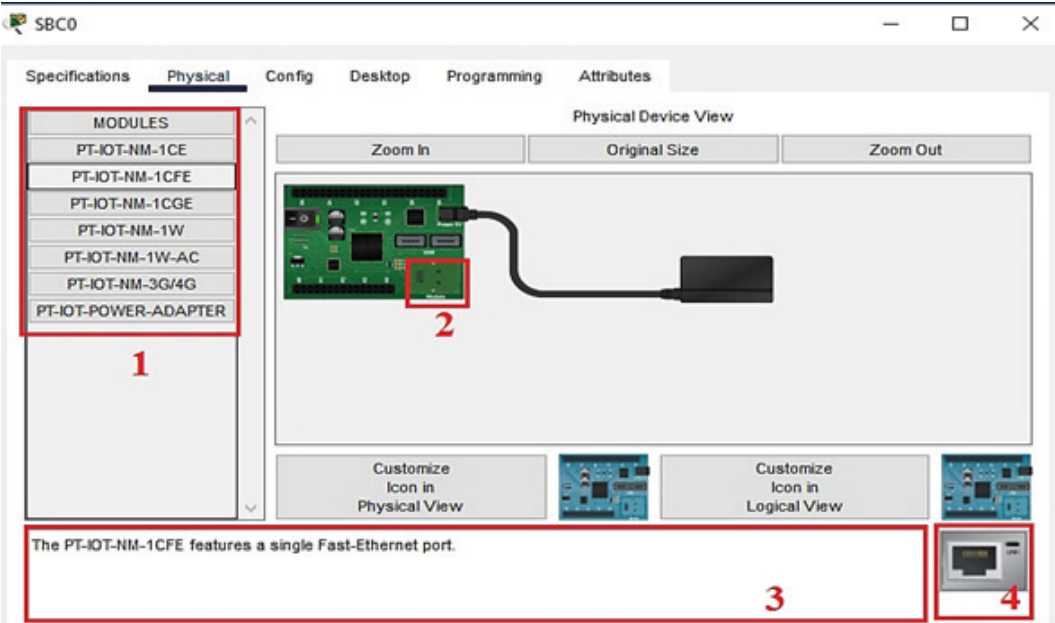 SBC0
Specifications Physical Config Desktop Programming Attributes
MODULES
PT-IOT-NM-1CE
PT-IOT-NM-1CFE
PT-IOT-NM-1CGE
PT-IOT-NM-1W
PT-IOT-NM-1W-AC
PT-IOT-NM-3G/4G
PT-IOT-POWER-ADAPTER
1
Physical Device View
Zoom In Original Size Zoom Out
2
Customize
Icon in
Physical View
Customize
Icon in
Logical View
The PT-IOT-NM-1CFE features a single Fast-Ethernet port.
3
4